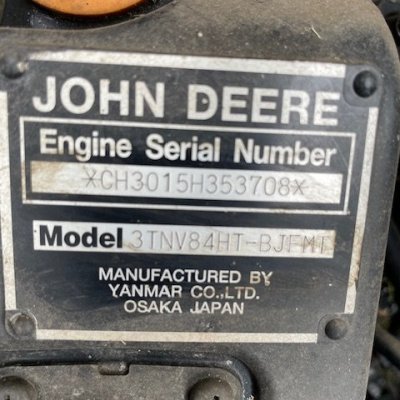 JOHN DEERE
Engine Serial Number
*CH3015H353708*
Model 3TNV84HT-BJFMT
MANUFACTURED BY
YANMAR CO.,LTD.
OSAKA JAPAN